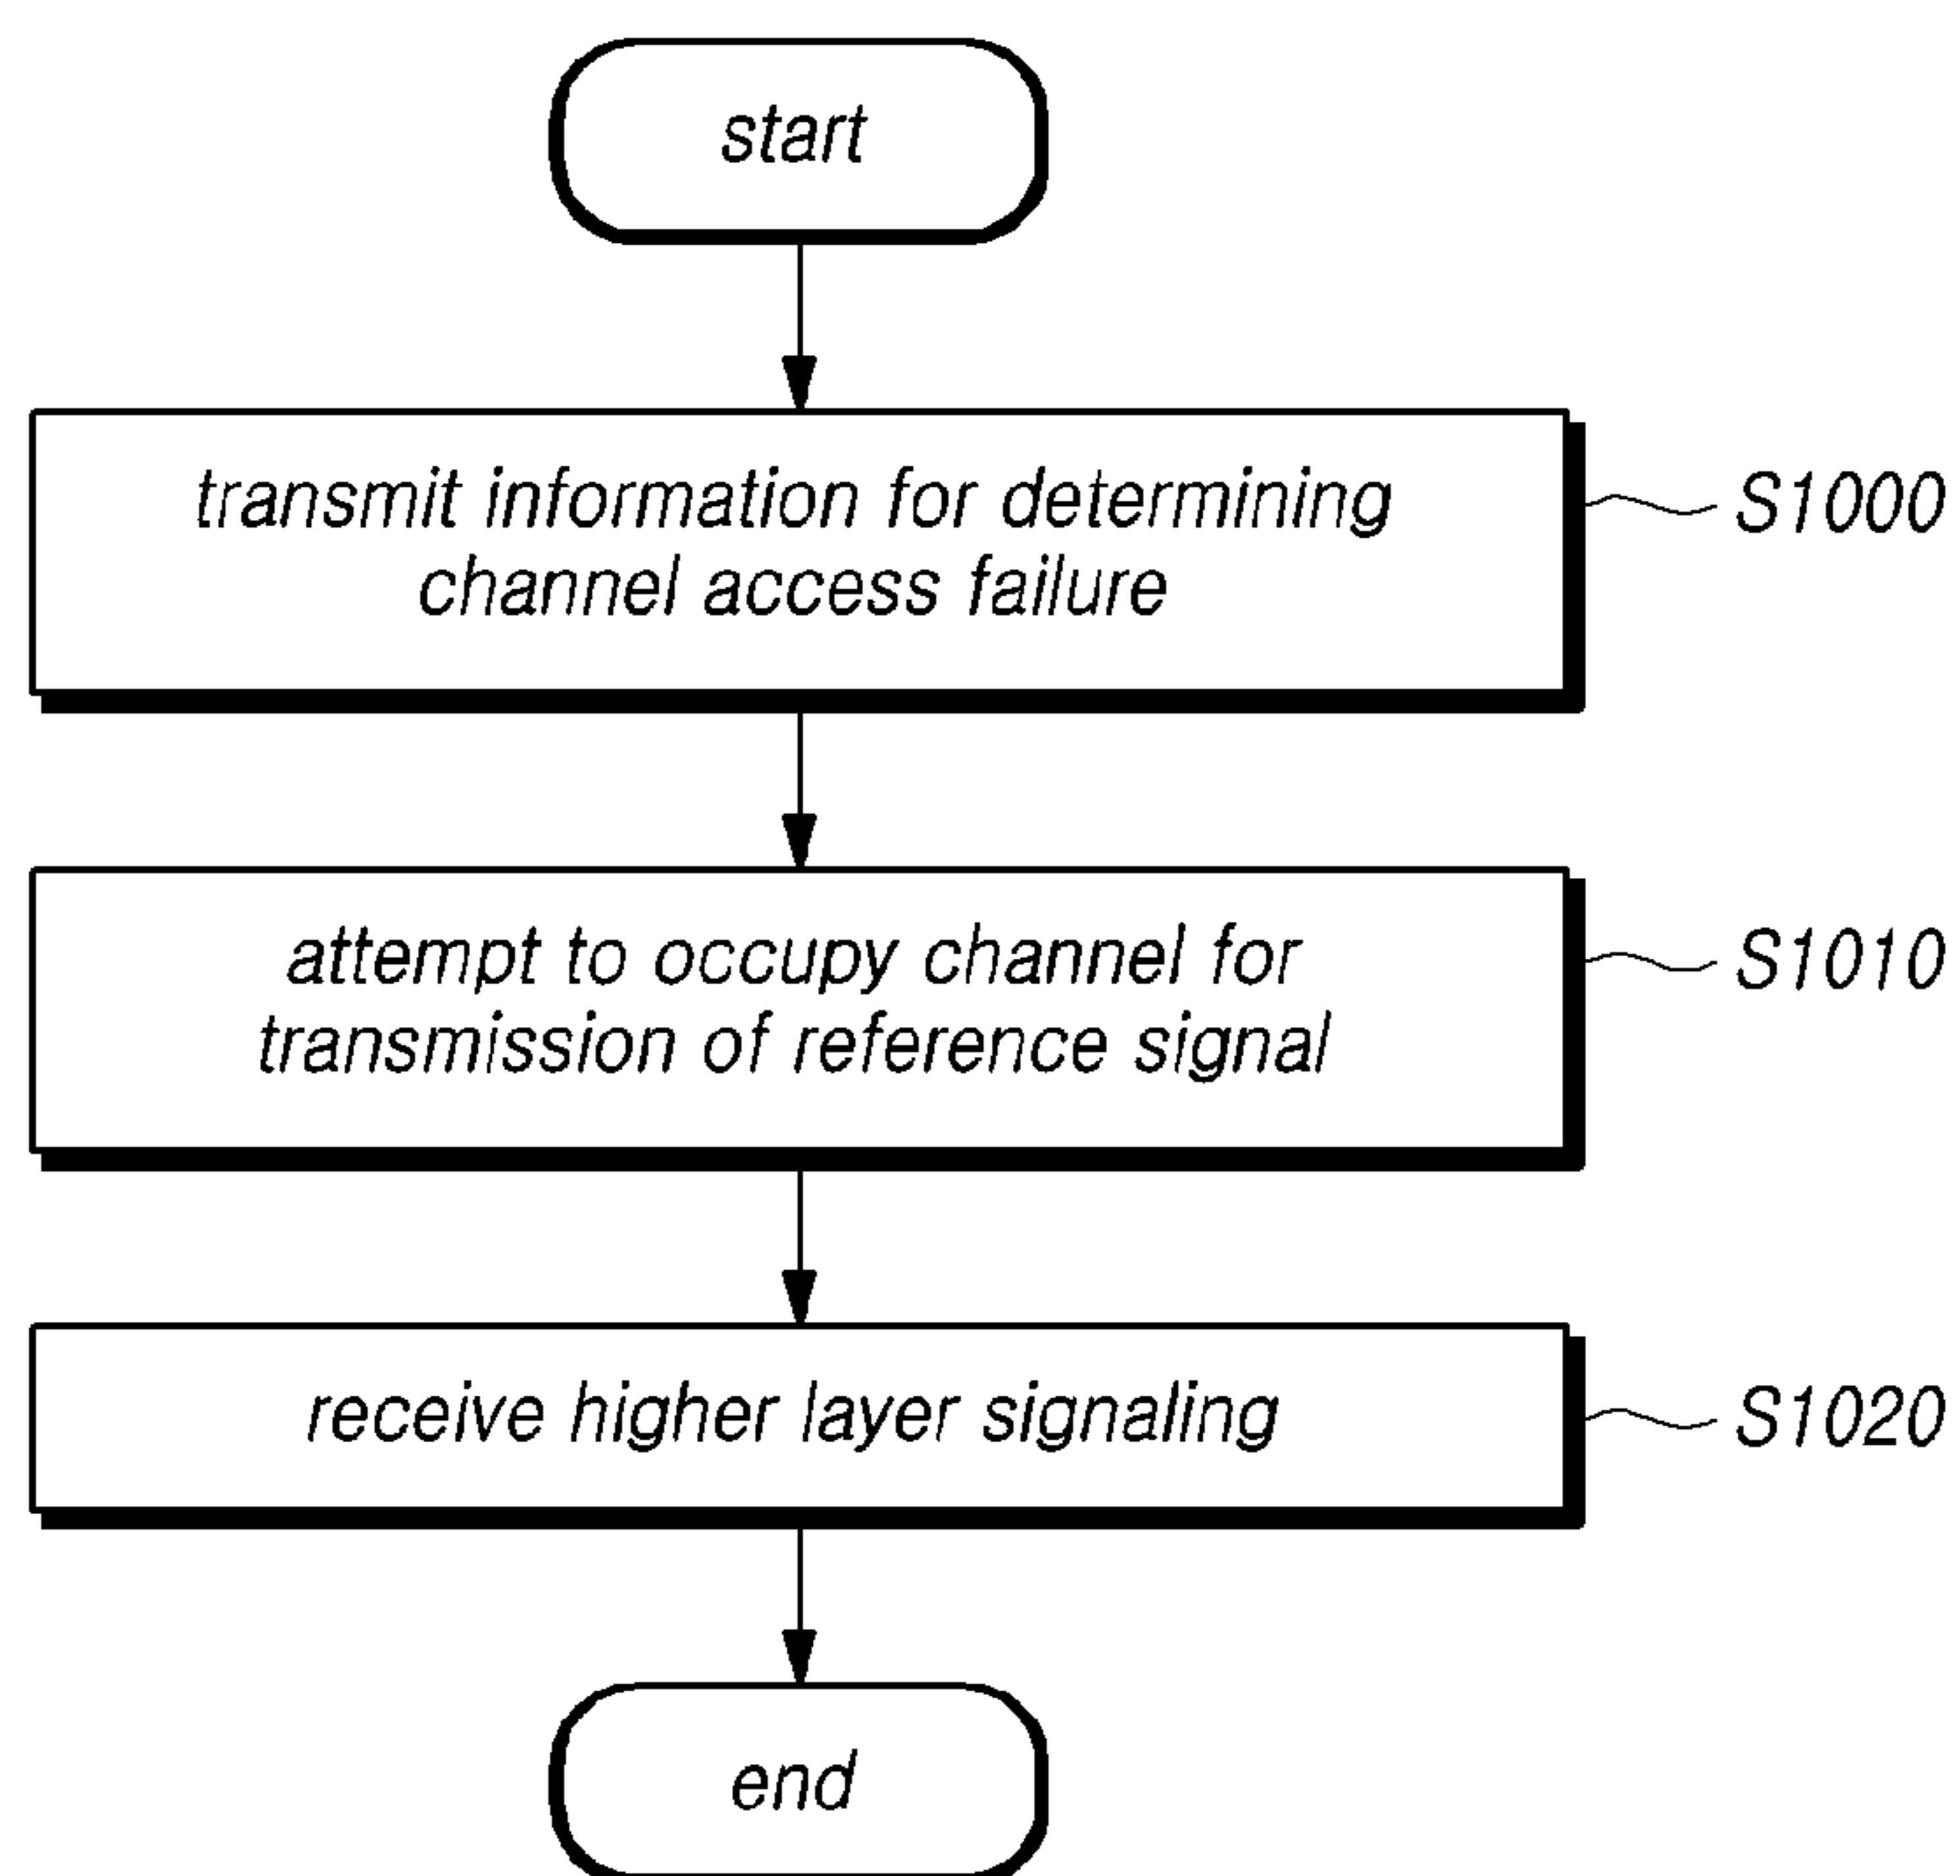 start
transmit information for determining
channel access failure
S1000
attempt to occupy channel for
transmission of reference signal
S1010
receive higher layer signaling
S1020
end